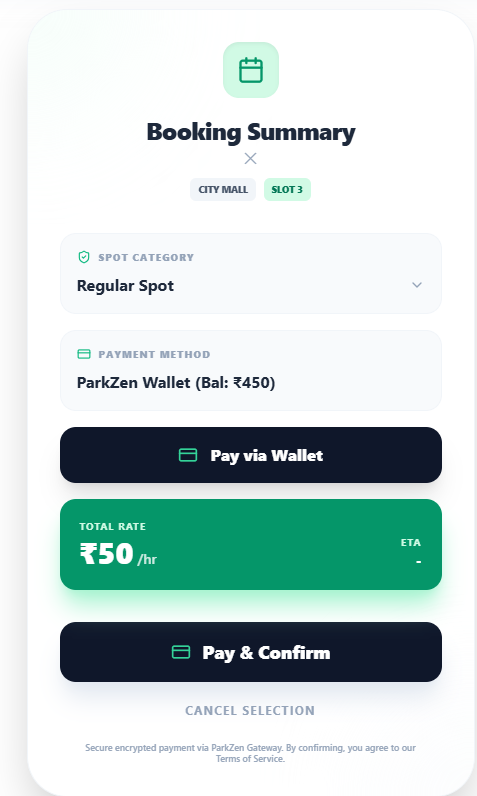 Booking Summary
CITY MALL
SLOT 3
SPOT CATEGORY
Regular Spot
PAYMENT METHOD
ParkZen Wallet (Bal: ₹450)
Pay via Wallet
TOTAL RATE
₹50 /hr
ETA
-
Pay & Confirm
CANCEL SELECTION
Secure encrypted payment via ParkZen Gateway. By confirming, you agree to our
Terms of Service.